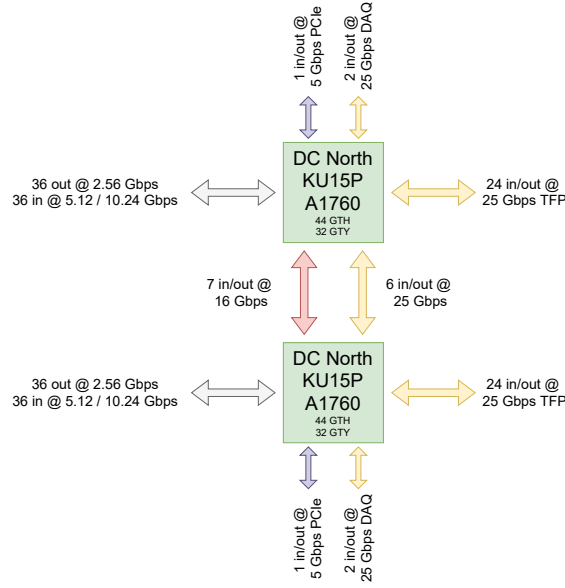 1 in/out @
5 Gbps PCIe
2 in/out @
25 Gbps DAQ
DC North
KU15P
A1760
44 GTH
32 GTY
36 out @ 2.56 Gbps
36 in @ 5.12 / 10.24 Gbps
24 in/out @
25 Gbps TFP
7 in/out @
16 Gbps
6 in/out @
25 Gbps
DC North
KU15P
A1760
44 GTH
32 GTY
36 out @ 2.56 Gbps
36 in @ 5.12 / 10.24 Gbps
24 in/out @
25 Gbps TFP
1 in/out @
5 Gbps PCIe
2 in/out @
25 Gbps DAQ